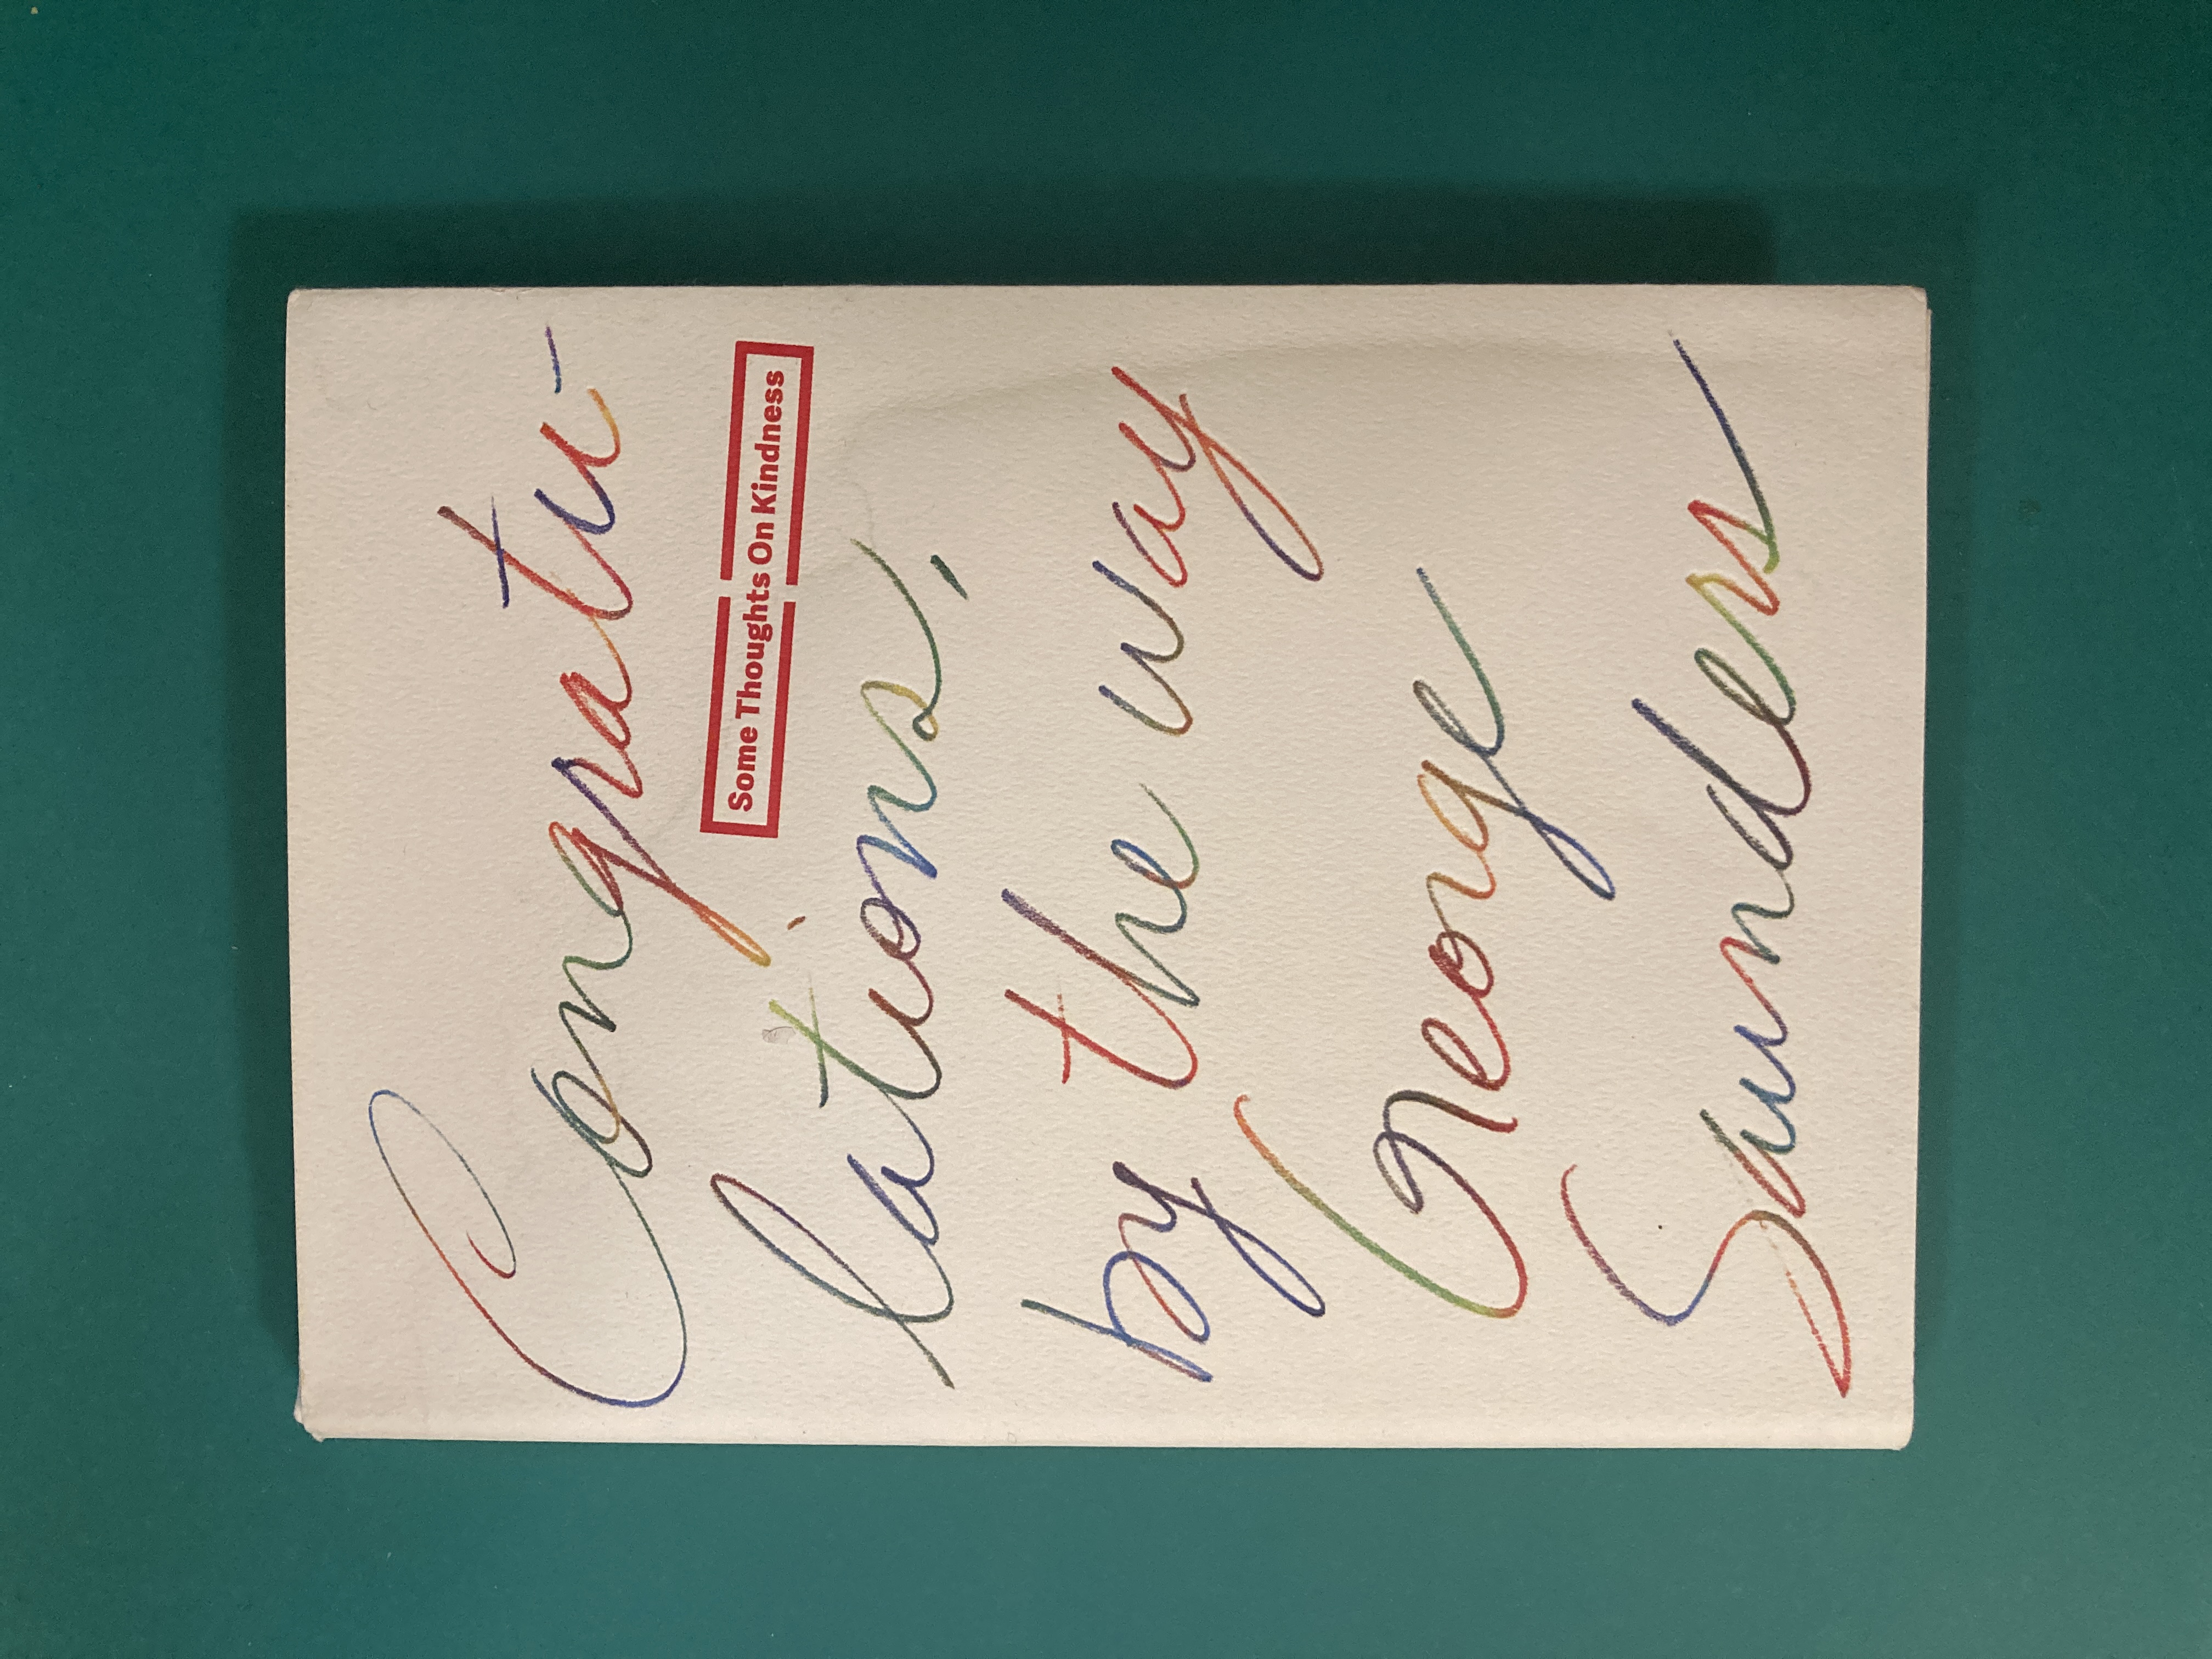 Congratu-
Some Thoughts On Kindness
lations,
by the way
George
Saunders